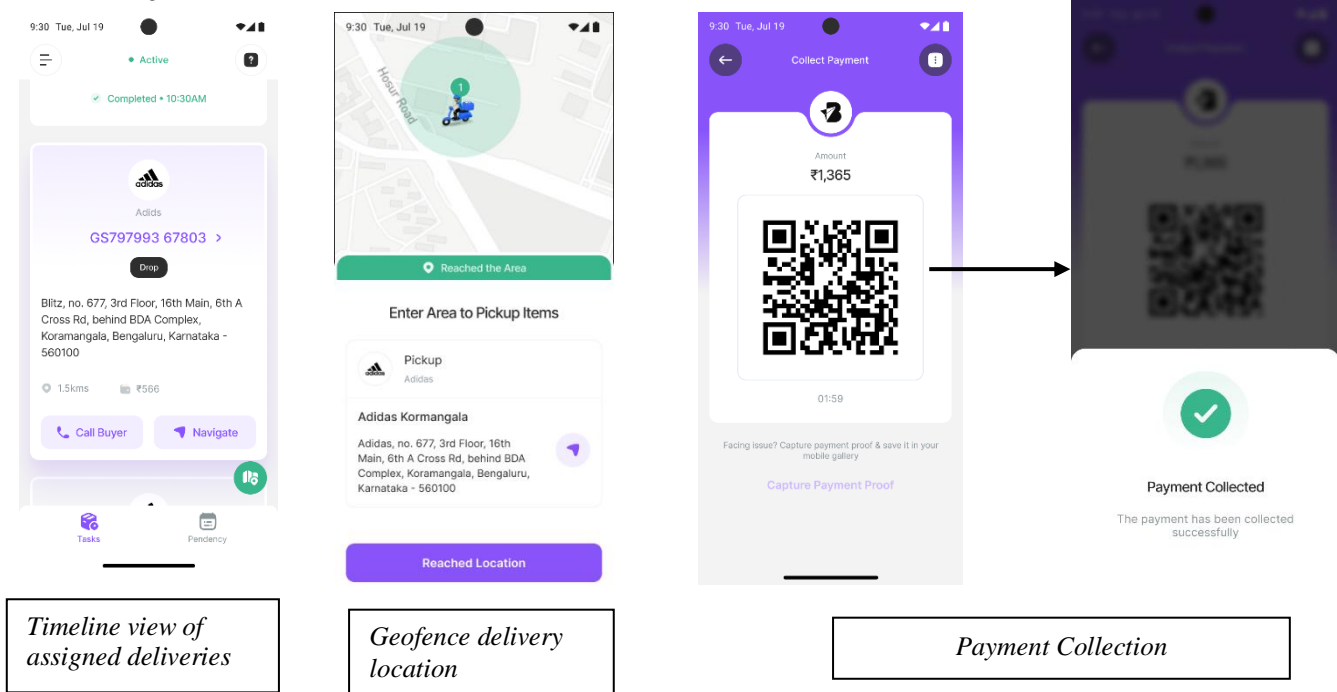 9:30 Tue, Jul 19
Active
?
Completed • 10:30AM
adidas
Adids
GS797993 67803 >
Drop
Blitz, no. 677, 3rd Floor, 16th Main, 6th A
Cross Rd, behind BDA Complex,
Koramangala, Bengaluru, Karnataka -
560100
1.5kms ₹566
Call Buyer Navigate
Tasks Pendency
Timeline view of
assigned deliveries
9:30 Tue, Jul 19
Hosur Road
1
Reached the Area
Enter Area to Pickup Items
adidas
Pickup
Adidas
Adidas Kormangala
Adidas, no. 677, 3rd Floor, 16th
Main, 6th A Cross Rd, behind BDA
Complex, Koramangala, Bengaluru,
Karnataka - 560100
Reached Location
Geofence delivery
location
9:30 Tue, Jul 19
Collect Payment
B
Amount
₹1,365
01:59
Facing issue? Capture payment proof & save it in your
mobile gallery
Capture Payment Proof
Payment Collected
The payment has been collected
successfully
Payment Collection